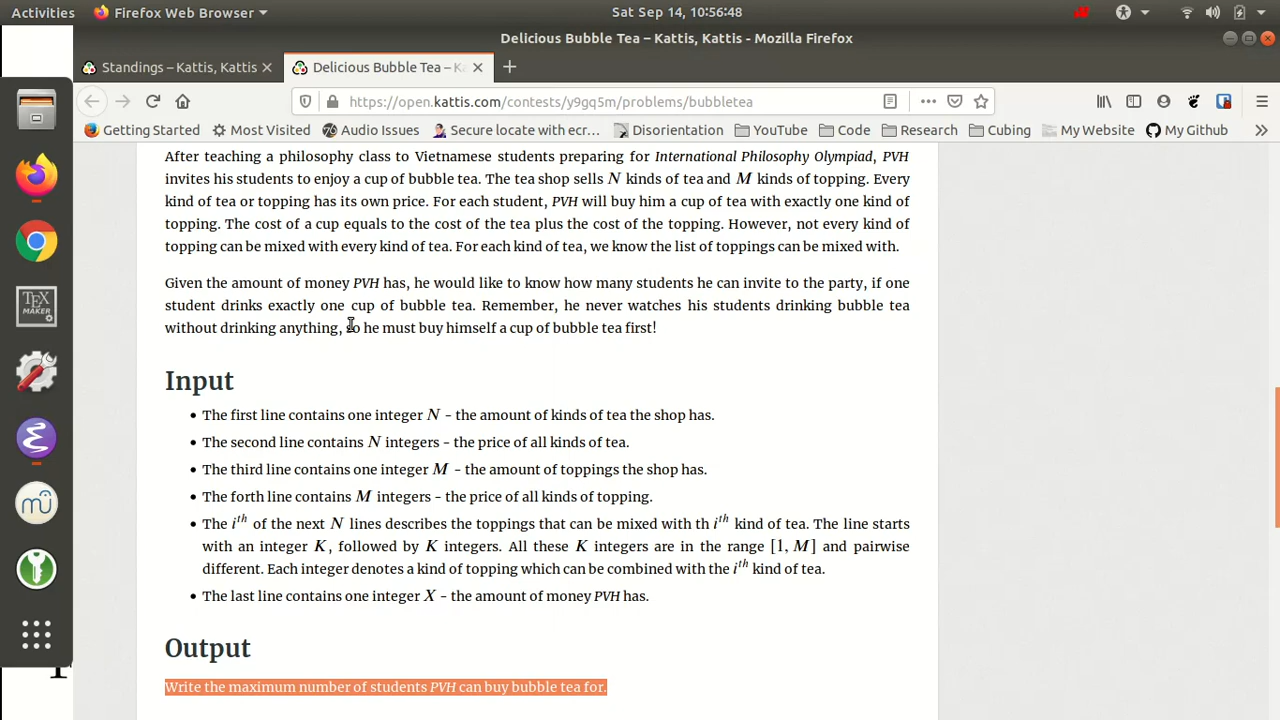 Activities Firefox Web Browser Sat Sep 14, 10:56:48
Delicious Bubble Tea – Kattis, Kattis - Mozilla Firefox
Standings – Kattis, Kattis Delicious Bubble Tea – Ka
https://open.kattis.com/contests/y9gq5m/problems/bubbletea
Getting Started Most Visited Audio Issues Secure locate with ecr… Disorientation YouTube Code Research Cubing My Website My Github
After teaching a philosophy class to Vietnamese students preparing for International Philosophy Olympiad, PVH
invites his students to enjoy a cup of bubble tea. The tea shop sells N kinds of tea and M kinds of topping. Every
kind of tea or topping has its own price. For each student, PVH will buy him a cup of tea with exactly one kind of
topping. The cost of a cup equals to the cost of the tea plus the cost of the topping. However, not every kind of
topping can be mixed with every kind of tea. For each kind of tea, we know the list of toppings can be mixed with.
Given the amount of money PVH has, he would like to know how many students he can invite to the party, if one
student drinks exactly one cup of bubble tea. Remember, he never watches his students drinking bubble tea
without drinking anything, so he must buy himself a cup of bubble tea first!
Input
• The first line contains one integer N - the amount of kinds of tea the shop has.
• The second line contains N integers - the price of all kinds of tea.
• The third line contains one integer M - the amount of toppings the shop has.
• The forth line contains M integers - the price of all kinds of topping.
• The i^th of the next N lines describes the toppings that can be mixed with th i^th kind of tea. The line starts
with an integer K, followed by K integers. All these K integers are in the range [1, M] and pairwise
different. Each integer denotes a kind of topping which can be combined with the i^th kind of tea.
• The last line contains one integer X - the amount of money PVH has.
Output
Write the maximum number of students PVH can buy bubble tea for.
TEX
MAKER